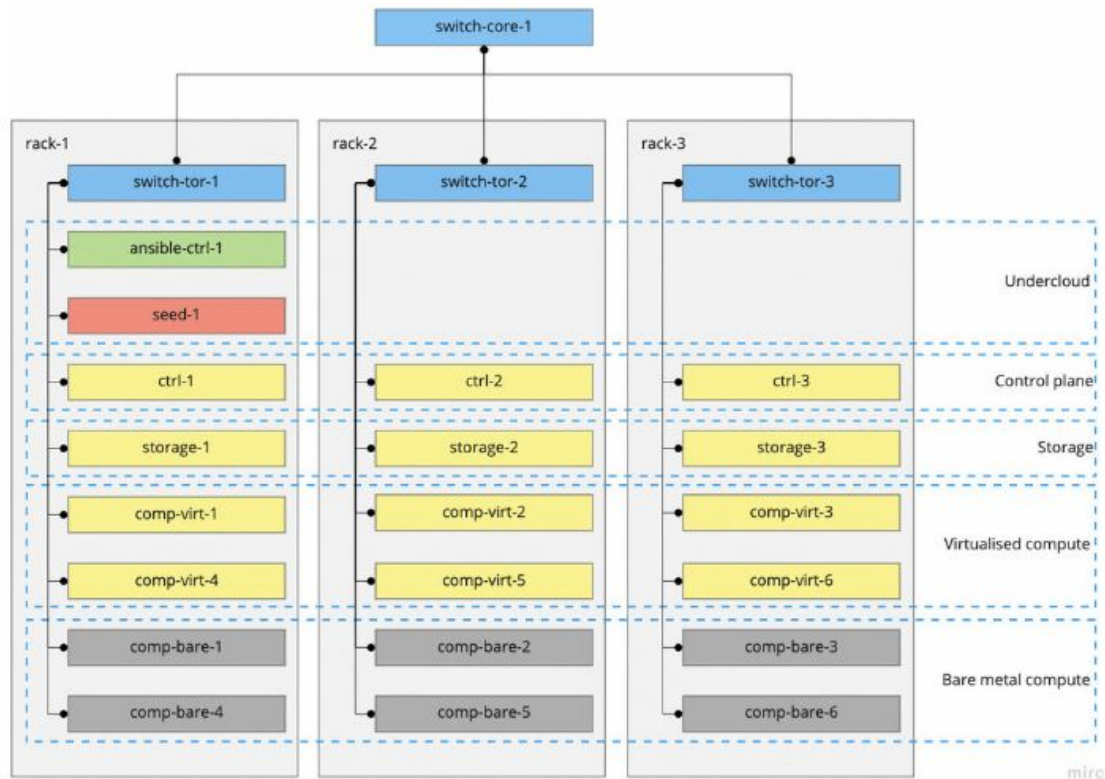 switch-core-1
rack-1
rack-2
rack-3
switch-tor-1
switch-tor-2
switch-tor-3
ansible-ctrl-1
Undercloud
seed-1
ctrl-1
ctrl-2
ctrl-3
Control plane
storage-1
storage-2
storage-3
Storage
comp-virt-1
comp-virt-2
comp-virt-3
Virtualised compute
comp-virt-4
comp-virt-5
comp-virt-6
comp-bare-1
comp-bare-2
comp-bare-3
Bare metal compute
comp-bare-4
comp-bare-5
comp-bare-6
miro